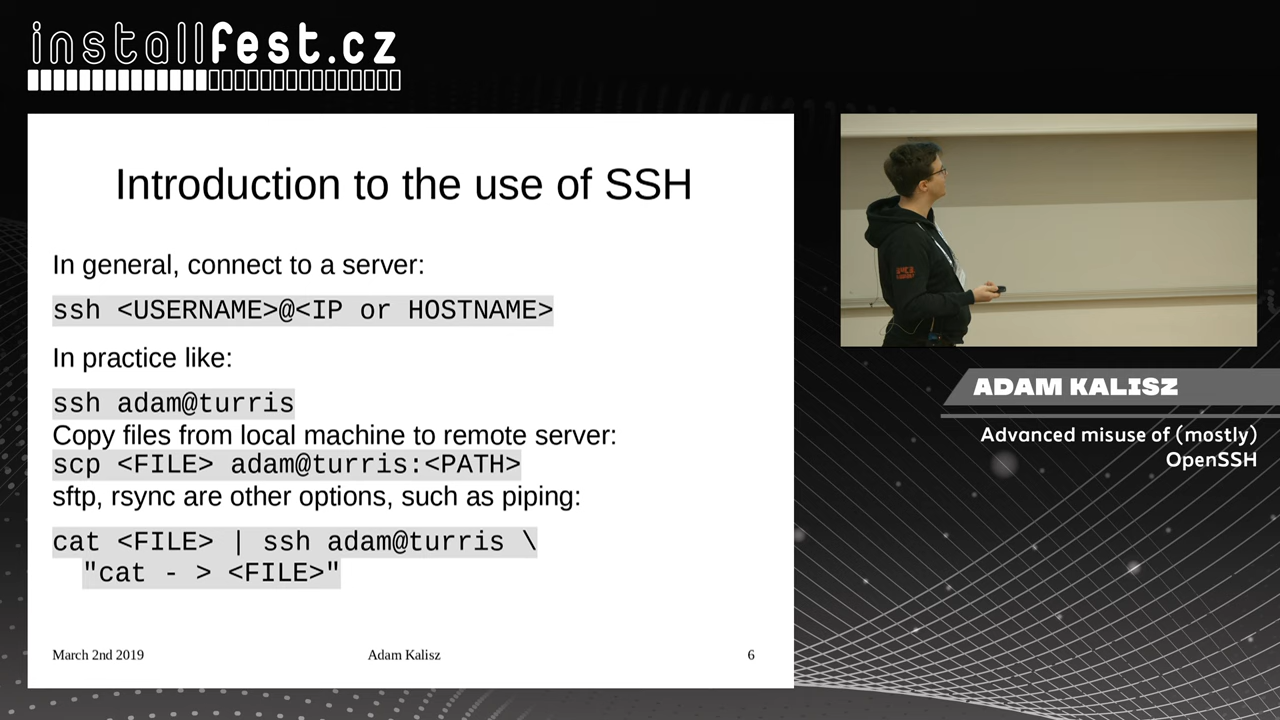 installfest.cz
Introduction to the use of SSH
In general, connect to a server:
ssh <USERNAME>@<IP or HOSTNAME>
In practice like:
ssh adam@turris
Copy files from local machine to remote server:
scp <FILE> adam@turris:<PATH>
sftp, rsync are other options, such as piping:
cat <FILE> | ssh adam@turris \
"cat - > <FILE>"
March 2nd 2019
Adam Kalisz
6
ADAM KALISZ
Advanced misuse of (mostly)
OpenSSH